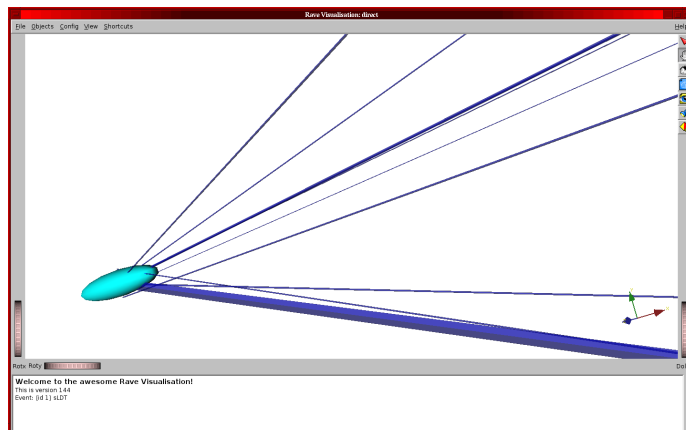 Rave Visualisation: direct
File Objects Config View Shortcuts Help
Rotx Roty Dol
Welcome to the awesome Rave Visualisation!
This is version 144
Event: [id 1] sLDT